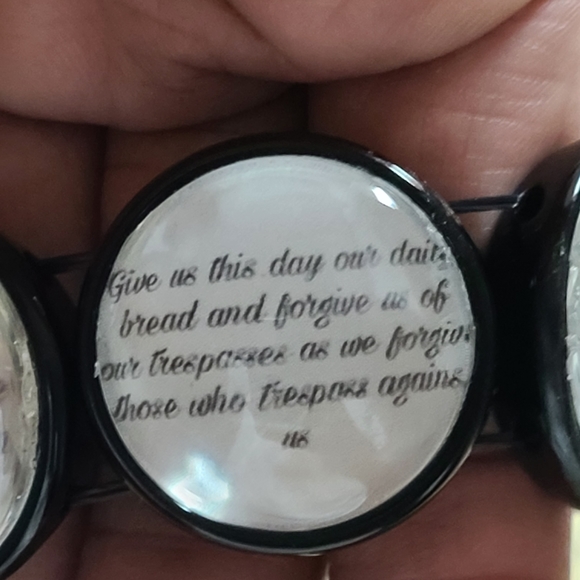 Give us this day our daily
bread and forgive us of
our trespasses as we forgive
those who trespass against
us